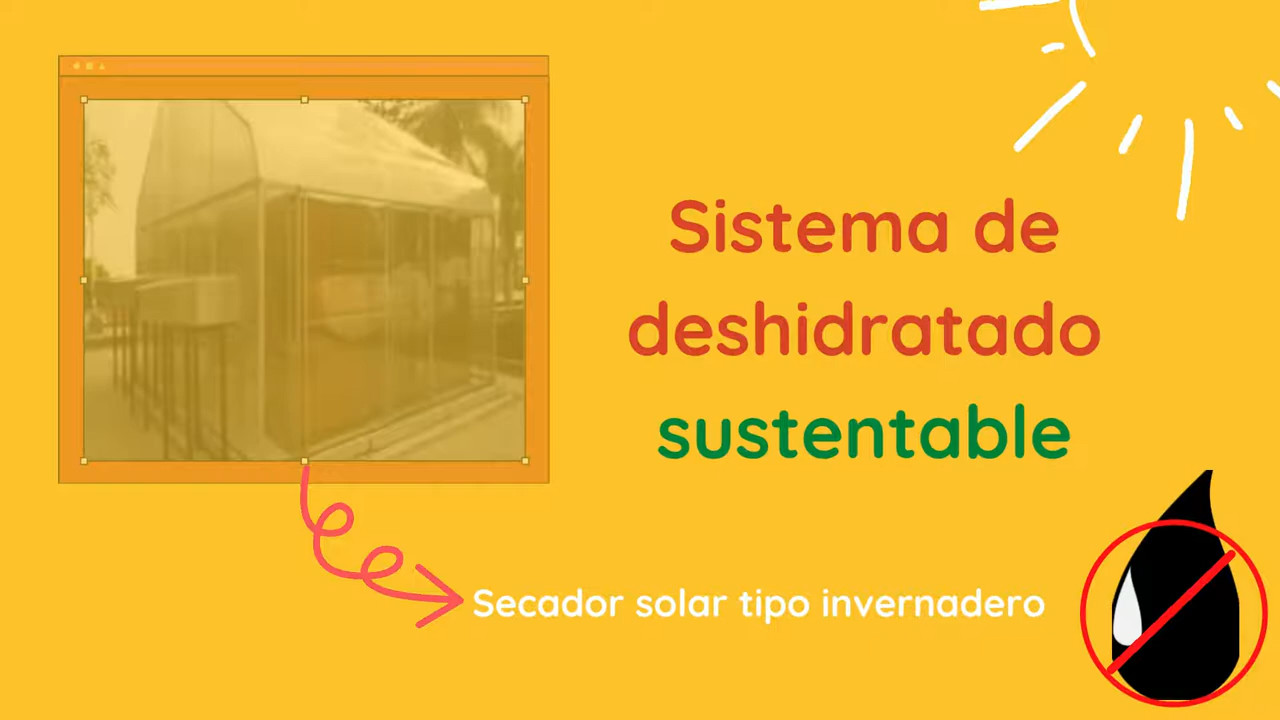 Sistema de
deshidratado
sustentable
Secador solar tipo invernadero